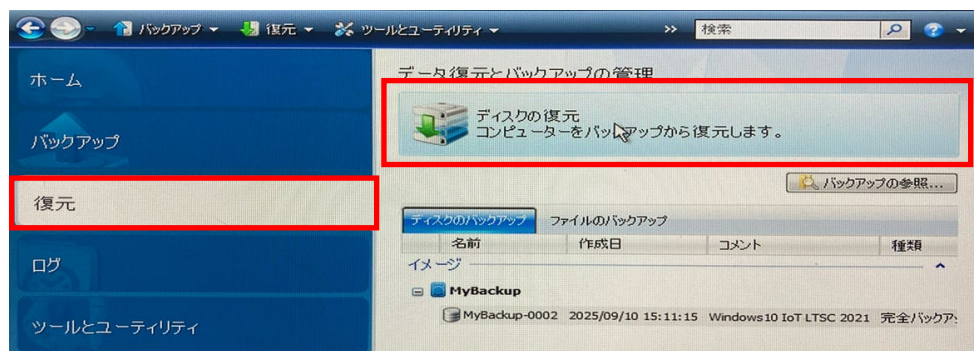 バックアップ 復元 ツールとユーティリティ 検索
ホーム
バックアップ
復元
ログ
ツールとユーティリティ
データ復元とバックアップの管理
ディスクの復元
コンピューターをバックアップから復元します。
バックアップの参照...
ディスクのバックアップ ファイルのバックアップ
名前 作成日 コメント 種類
イメージ
MyBackup
MyBackup-0002 2025/09/10 15:11:15 Windows10 IoT LTSC 2021 完全バックア